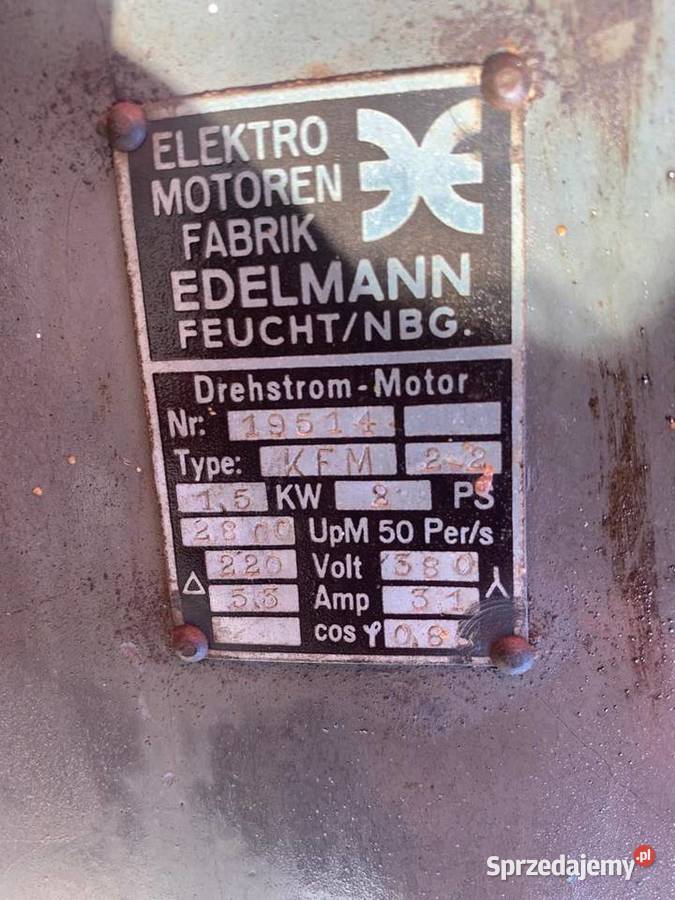 ELEKTRO
MOTOREN
FABRIK
EDELMANN
FEUCHT/NBG.
Drehstrom-Motor
Nr: 19514
Type: KFM 2-2
1,5 KW 2 PS
2800 UpM 50 Per/s
△ 220 Volt 380 Y
5.3 Amp 3.1
cos φ 0,8
Sprzedajemy.pl